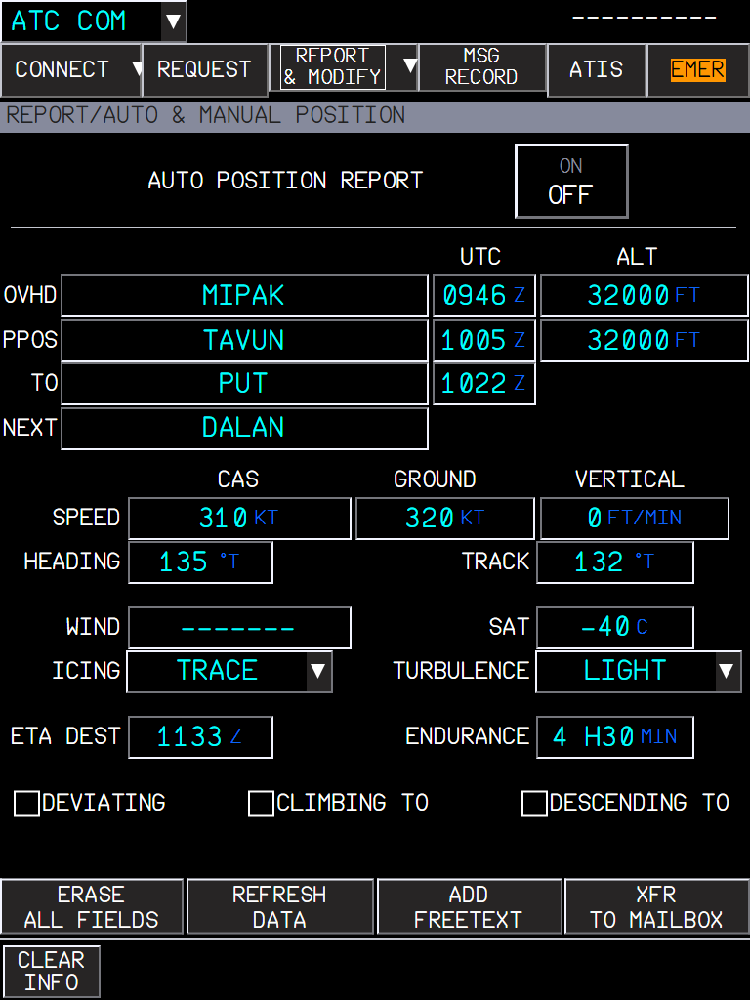 ATC COM ----------
CONNECT REQUEST REPORT & MODIFY MSG RECORD ATIS EMER
REPORT/AUTO & MANUAL POSITION
AUTO POSITION REPORT ON OFF
UTC ALT
OVHD MIPAK 0946 Z 32000 FT
PPOS TAVUN 1005 Z 32000 FT
TO PUT 1022 Z
NEXT DALAN
CAS GROUND VERTICAL
SPEED 310 KT 320 KT 0 FT/MIN
HEADING 135 °T TRACK 132 °T
WIND ------- SAT -40 C
ICING TRACE TURBULENCE LIGHT
ETA DEST 1133 Z ENDURANCE 4 H30 MIN
DEVIATING CLIMBING TO DESCENDING TO
ERASE ALL FIELDS REFRESH DATA ADD FREETEXT XFR TO MAILBOX
CLEAR INFO